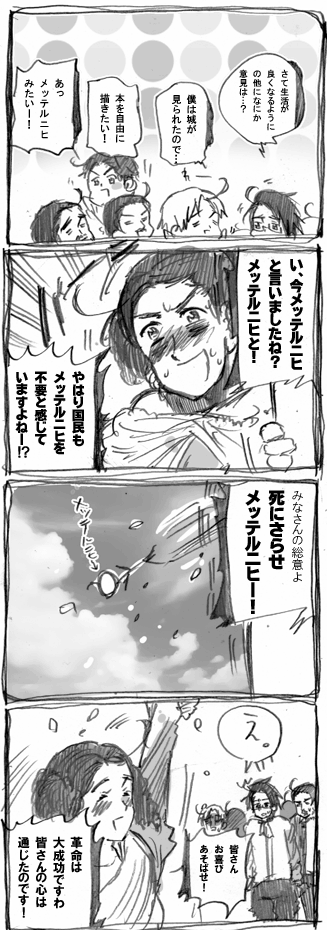 さて生活が
良くなるように
の他になにか
意見は…?
僕は城が
見られたので…
本を自由に
描きたい!
あっ
メッテルニヒ
みたいー!
い、今メッテルニヒ
と言いましたね?
メッテルニヒと!
やはり国民も
メッテルニヒを
不要と感じて
いますよねー!?
みなさんの総意よ
死にさらせ
メッテルニヒー!
メッテルニヒ
え。
皆さん
お喜び
あそばせ!
革命は
大成功ですわ
皆さんの心は
通じたのです!